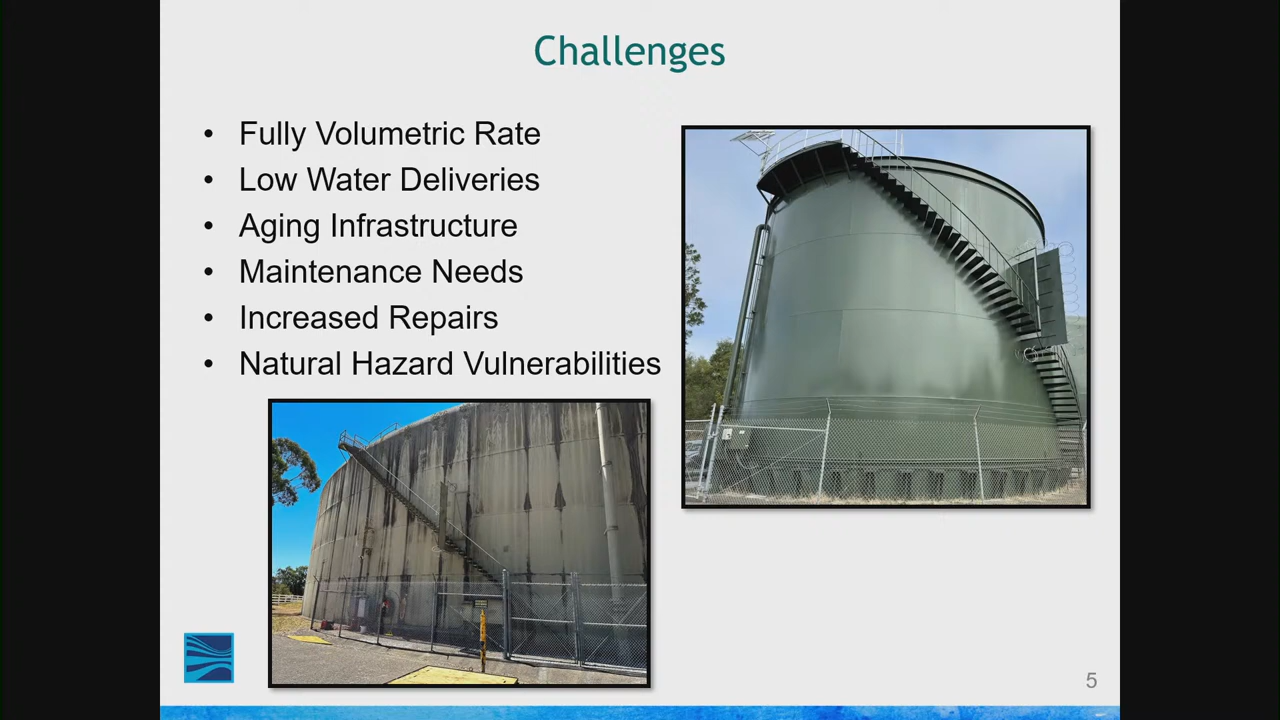 Challenges
• Fully Volumetric Rate
• Low Water Deliveries
• Aging Infrastructure
• Maintenance Needs
• Increased Repairs
• Natural Hazard Vulnerabilities
5